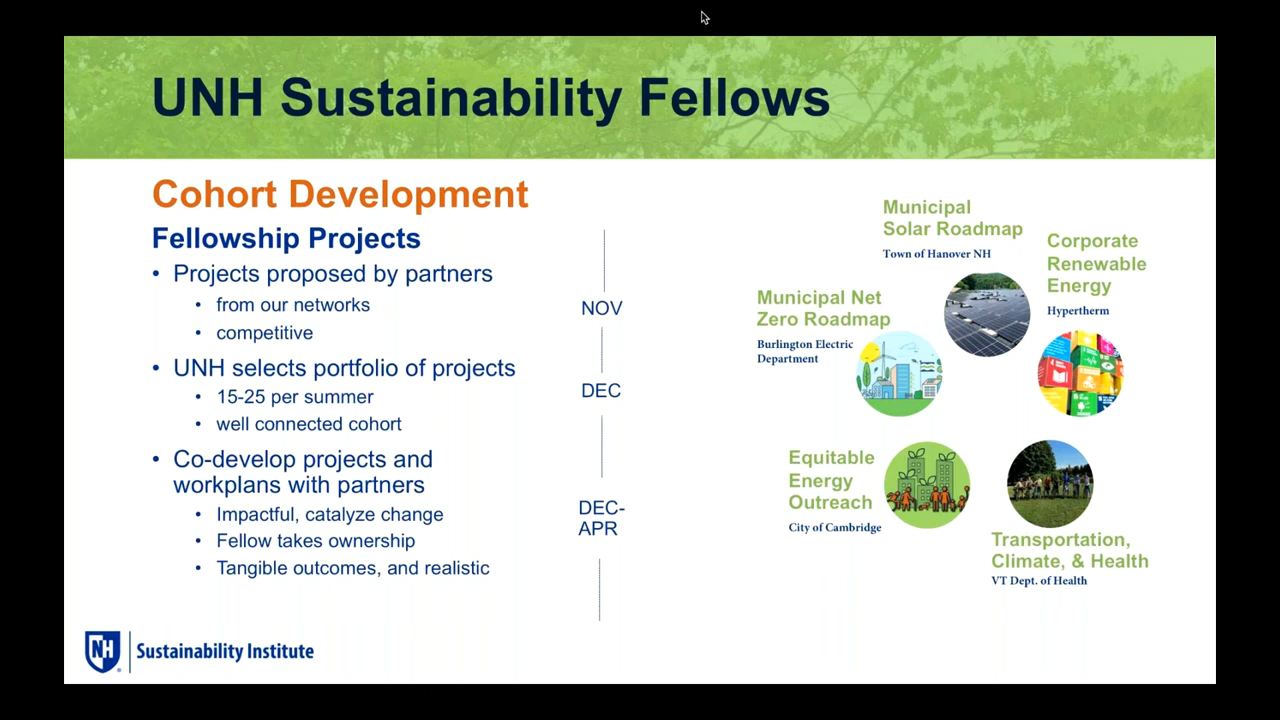 UNH Sustainability Fellows
Cohort Development
Fellowship Projects
• Projects proposed by partners
• from our networks
• competitive
• UNH selects portfolio of projects
• 15-25 per summer
• well connected cohort
• Co-develop projects and
workplans with partners
• Impactful, catalyze change
• Fellow takes ownership
• Tangible outcomes, and realistic
NOV
DEC
DEC-
APR
Municipal
Solar Roadmap
Town of Hanover NH
Corporate
Renewable
Energy
Hypertherm
Municipal Net
Zero Roadmap
Burlington Electric
Department
Equitable
Energy
Outreach
City of Cambridge
Transportation,
Climate, & Health
VT Dept. of Health
NH
Sustainability Institute